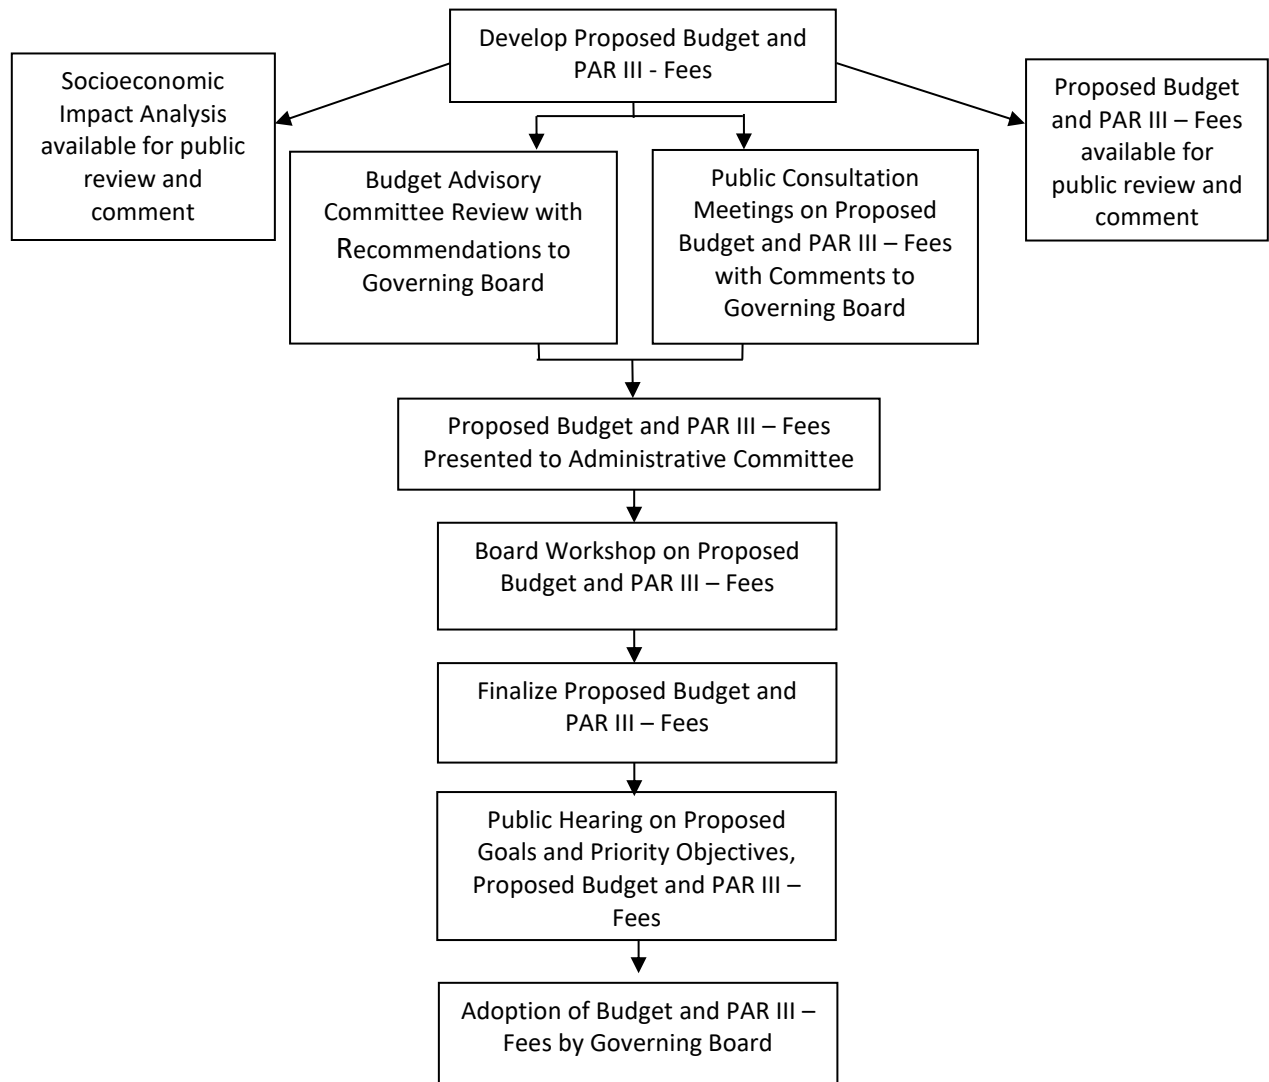 Develop Proposed Budget and
PAR III - Fees
Socioeconomic
Impact Analysis
available for public
review and
comment
Budget Advisory
Committee Review with
Recommendations to
Governing Board
Public Consultation
Meetings on Proposed
Budget and PAR III – Fees
with Comments to
Governing Board
Proposed Budget
and PAR III – Fees
available for
public review and
comment
Proposed Budget and PAR III – Fees
Presented to Administrative Committee
Board Workshop on Proposed
Budget and PAR III – Fees
Finalize Proposed Budget and
PAR III – Fees
Public Hearing on Proposed
Goals and Priority Objectives,
Proposed Budget and PAR III –
Fees
Adoption of Budget and PAR III –
Fees by Governing Board